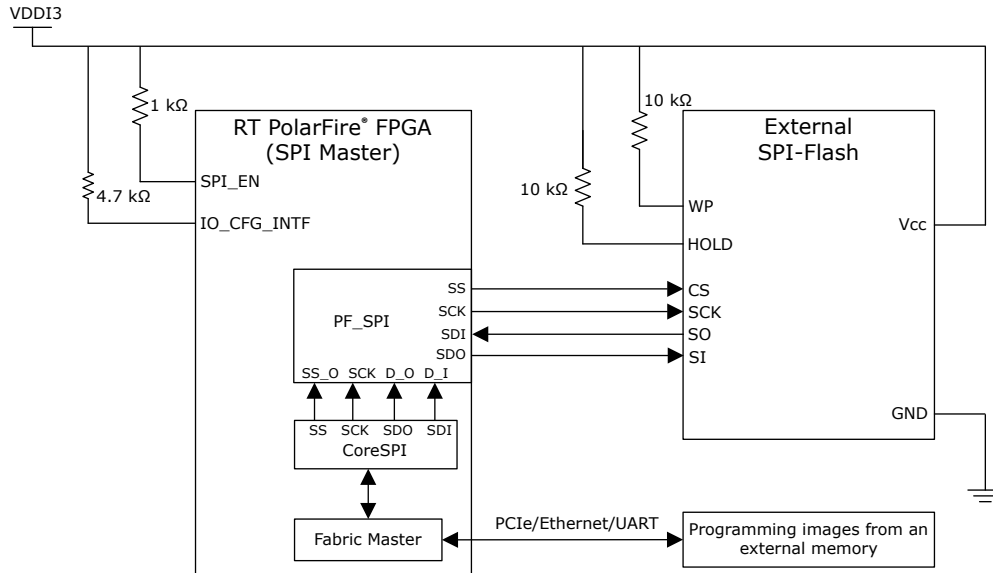 VDDI3
1 kΩ
4.7 kΩ
10 kΩ
10 kΩ
RT PolarFire® FPGA
(SPI Master)
SPI_EN
IO_CFG_INTF
External
SPI-Flash
WP
HOLD
Vcc
GND
CS
SCK
SO
SI
PF_SPI
SS
SCK
SDI
SDO
SS_O SCK D_O D_I
SS SCK SDO SDI
CoreSPI
Fabric Master
PCIe/Ethernet/UART
Programming images from an
external memory